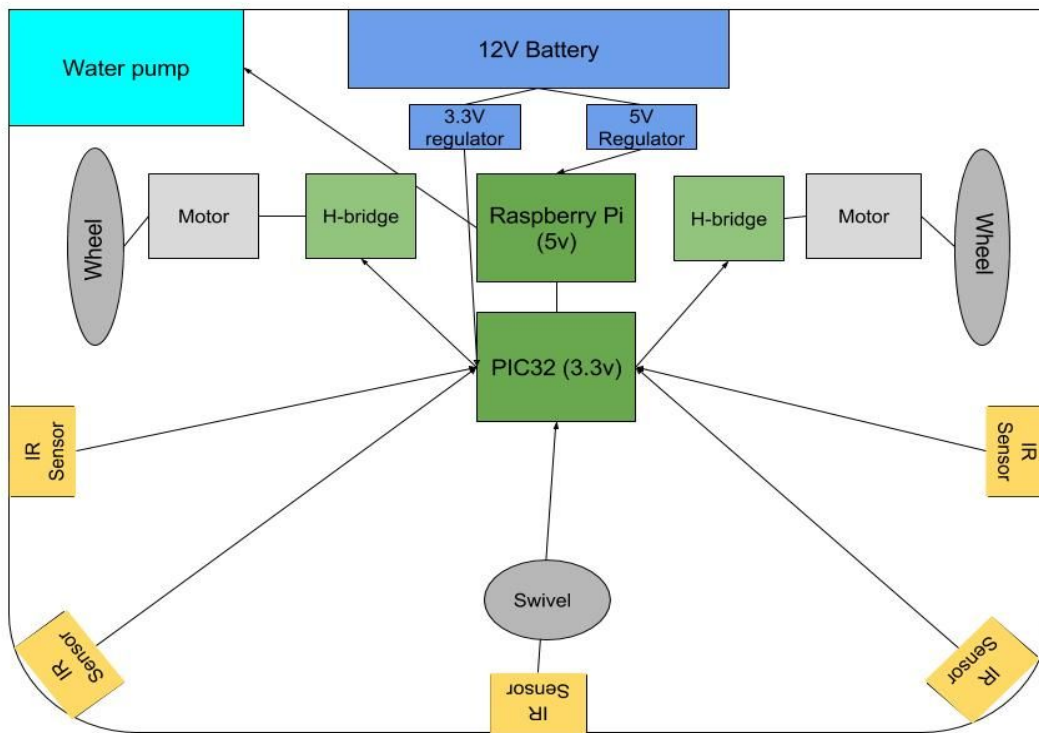 Water pump
12V Battery
3.3V
regulator
5V
Regulator
Wheel
Motor
H-bridge
Raspberry Pi
(5v)
H-bridge
Motor
Wheel
PIC32 (3.3v)
IR
Sensor
IR
Sensor
Swivel
IR
Sensor
IR
Sensor
IR
Sensor